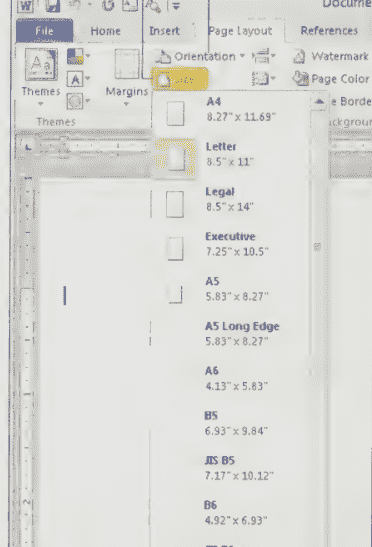 W
Docume
File Home Insert Page Layout References
Orientation Watermark
Page Color
Themes Margins
e Borde
Themes
ckgrour
A4
8.27" x 11.69"
Letter
8.5" x 11"
Legal
8.5" x 14"
Executive
7.25" x 10.5"
A5
5.83" x 8.27"
A5 Long Edge
5.83" x 8.27"
A6
4.13" x 5.83"
B5
6.93" x 9.84"
JIS B5
7.17" x 10.12"
B6
4.92" x 6.93"